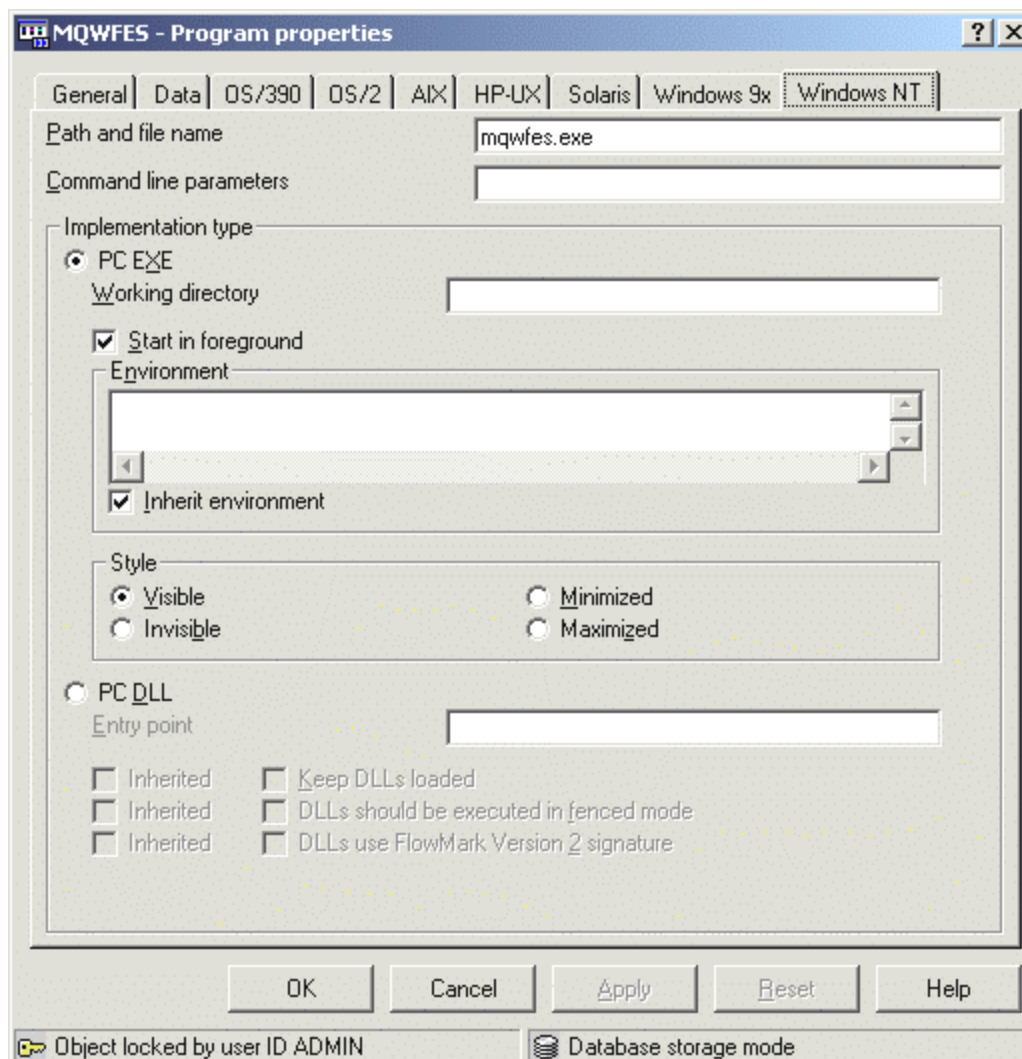 MQWFES - Program properties
General Data OS/390 OS/2 AIX HP-UX Solaris Windows 9x Windows NT
Path and file name mqwfes.exe
Command line parameters
Implementation type
PC EXE
Working directory
Start in foreground
Environment
Inherit environment
Style
Visible Minimized
Invisible Maximized
PC DLL
Entry point
Inherited Keep DLLs loaded
Inherited DLLs should be executed in fenced mode
Inherited DLLs use FlowMark Version 2 signature
OK Cancel Apply Reset Help
Object locked by user ID ADMIN Database storage mode